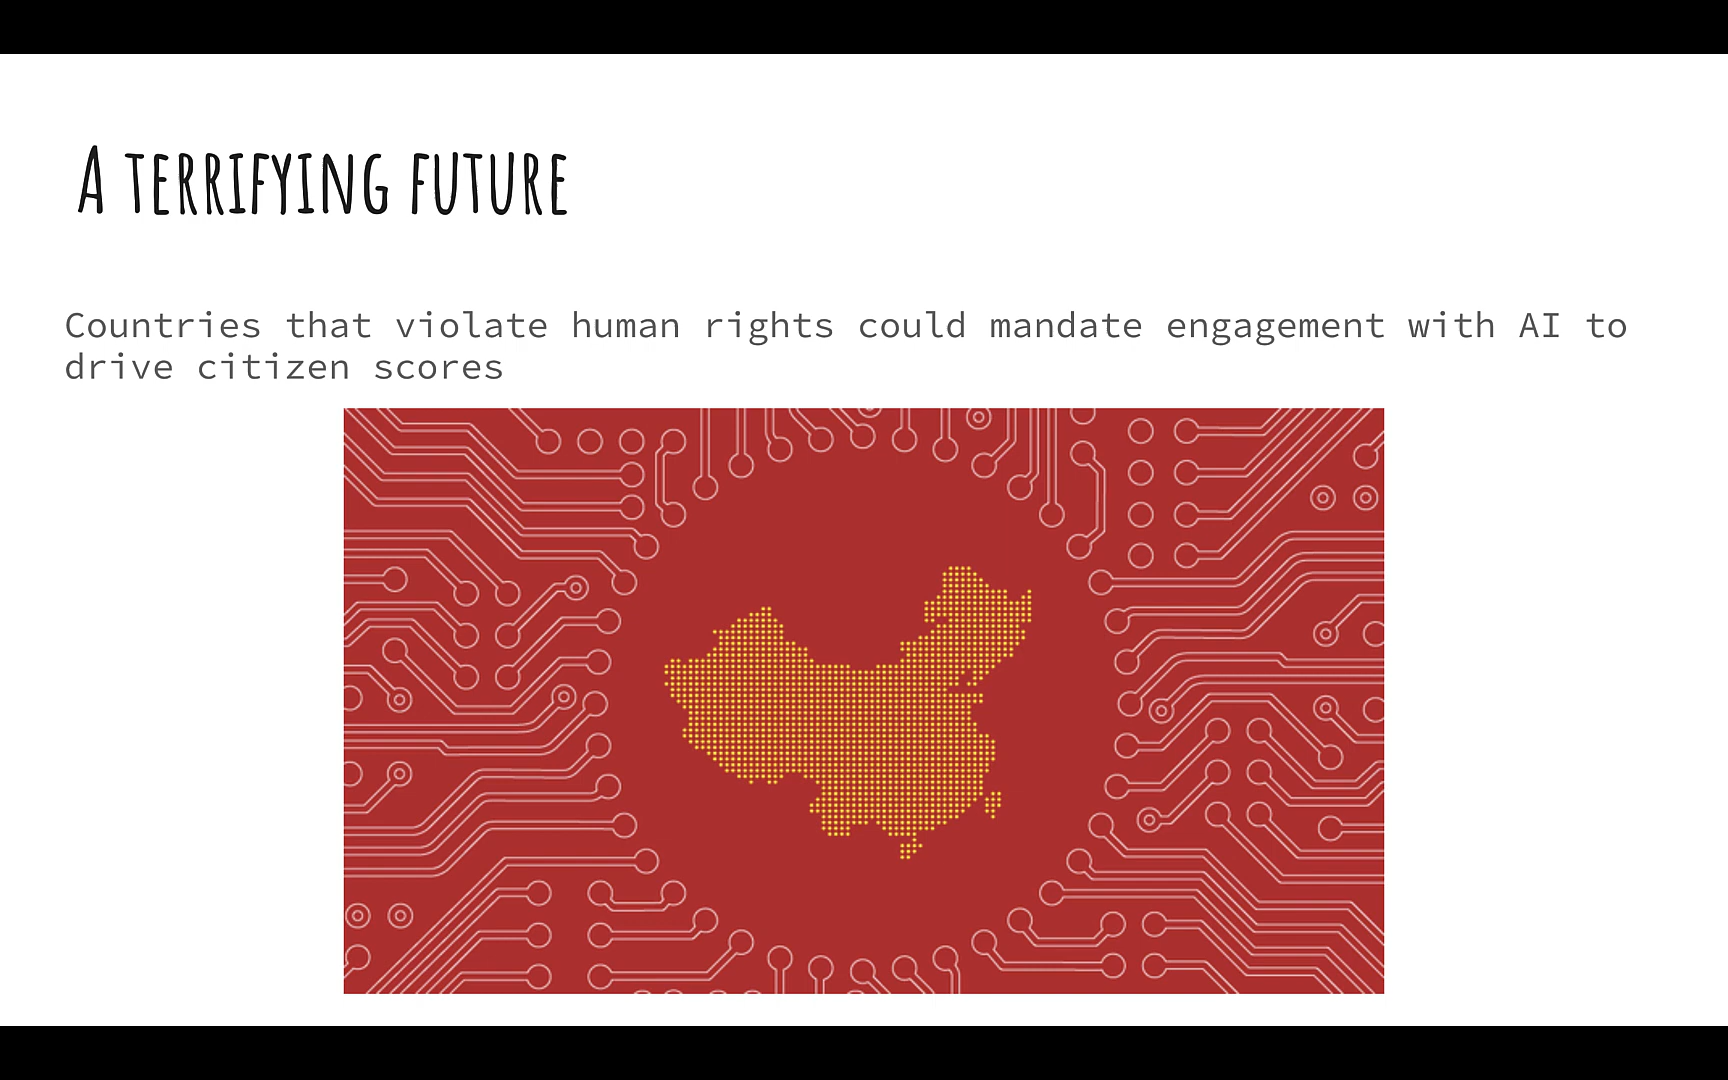 A TERRIFYING FUTURE
Countries that violate human rights could mandate engagement with AI to
drive citizen scores